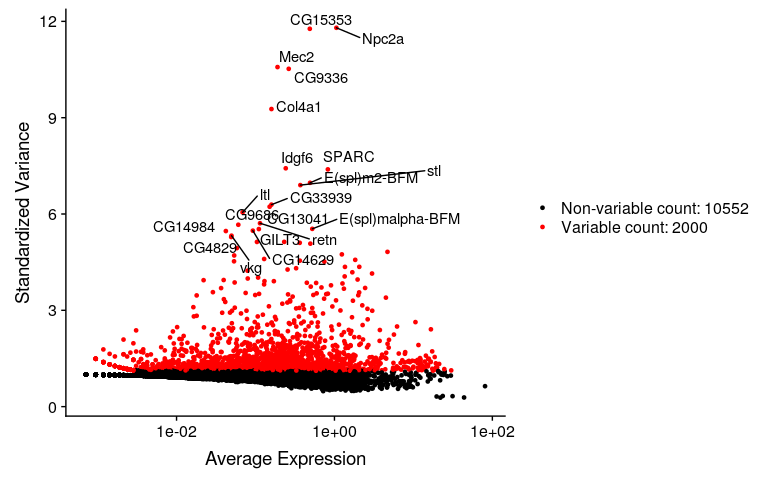 12
9
6
3
0
1e-02
1e+00
1e+02
Average Expression
Standardized Variance
CG15353
Npc2a
Mec2
CG9336
Col4a1
Idgf6
SPARC
stl
E(spl)m2-BFM
ltl
CG33939
CG9686
CG13041
E(spl)malpha-BFM
CG14984
GILT3
retn
CG4829
CG14629
vkg
Non-variable count: 10552
Variable count: 2000